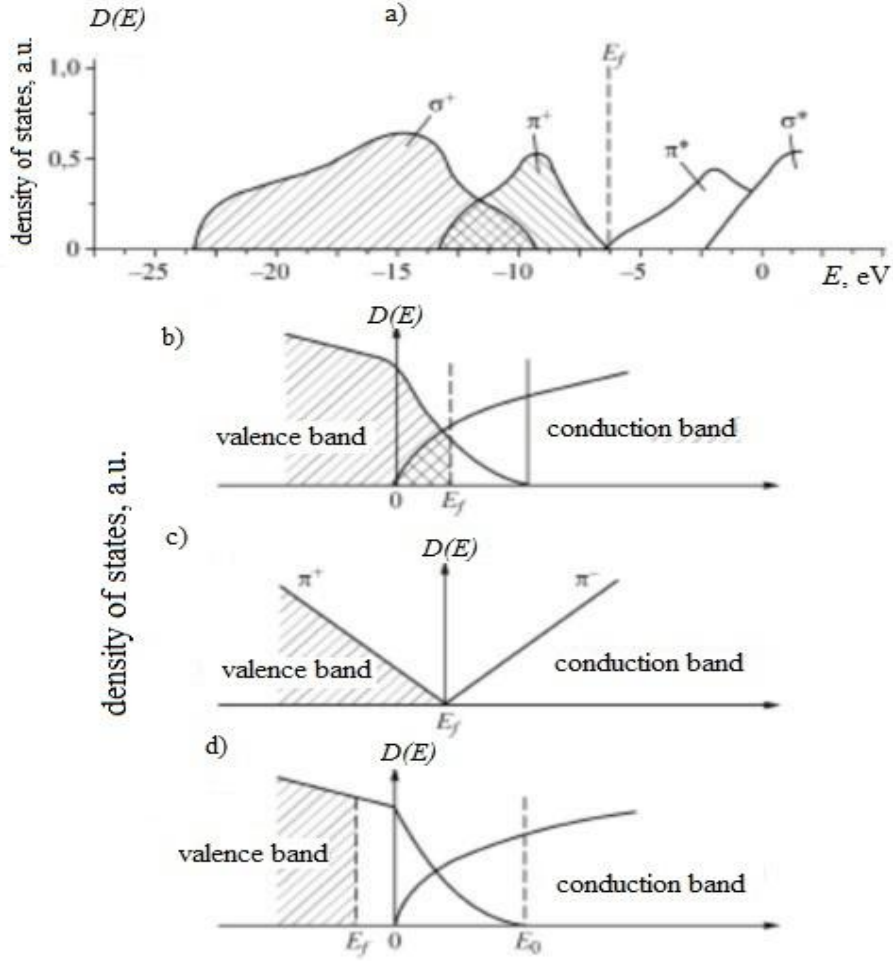 D(E)
a)
density of states, a.u.
1,0
0,5
0
E_f
σ⁺
π⁺
π*
σ*
–25 –20 –15 –10 –5 0 E, eV
density of states, a.u.
b)
D(E)
valence band
conduction band
0 E_f
c)
D(E)
π⁺ π⁻
valence band
conduction band
E_f
d)
D(E)
valence band
conduction band
E_f 0 E₀